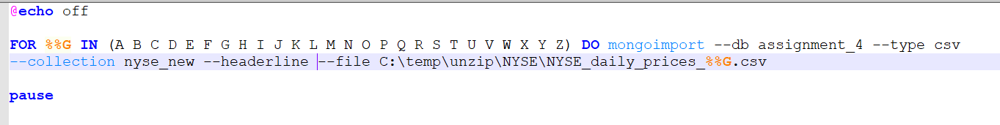 @echo off
FOR %%G IN (A B C D E F G H I J K L M N O P Q R S T U V W X Y Z) DO mongoimport --db assignment_4 --type csv
--collection nyse_new --headerline --file C:\temp\unzip\NYSE\NYSE_daily_prices_%%G.csv
pause